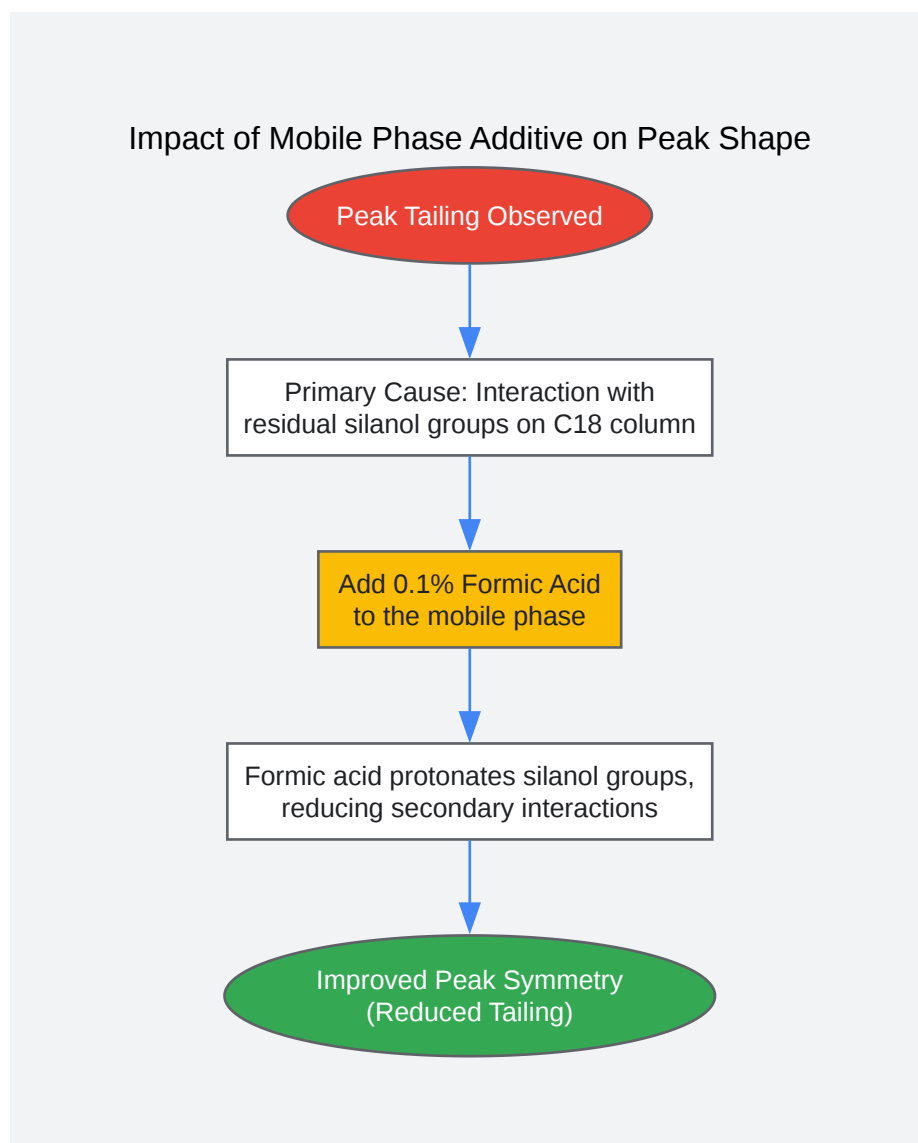 Impact of Mobile Phase Additive on Peak Shape
Peak Tailing Observed
Primary Cause: Interaction with
residual silanol groups on C18 column
Add 0.1% Formic Acid
to the mobile phase
Formic acid protonates silanol groups,
reducing secondary interactions
Improved Peak Symmetry
(Reduced Tailing)